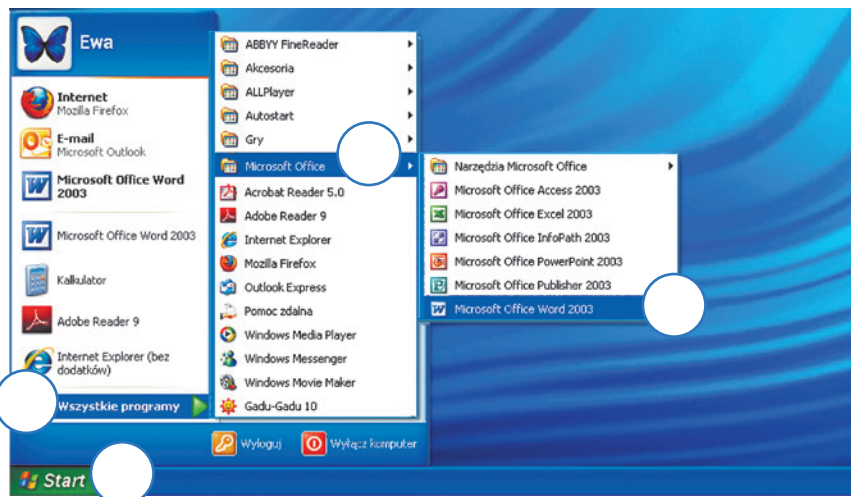 Ewa
Internet
Mozilla Firefox
E-mail
Microsoft Outlook
Microsoft Office Word
2003
Microsoft Office Word 2003
Kalkulator
Adobe Reader 9
Internet Explorer (bez
dodatków)
Wszystkie programy
ABBYY FineReader
Akcesoria
ALLPlayer
Autostart
Gry
Microsoft Office
Acrobat Reader 5.0
Adobe Reader 9
Internet Explorer
Mozilla Firefox
Outlook Express
Pomoc zdalna
Windows Media Player
Windows Messenger
Windows Movie Maker
Gadu-Gadu 10
Narzędzia Microsoft Office
Microsoft Office Access 2003
Microsoft Office Excel 2003
Microsoft Office InfoPath 2003
Microsoft Office PowerPoint 2003
Microsoft Office Publisher 2003
Microsoft Office Word 2003
Wyloguj
Wyłącz komputer
Start